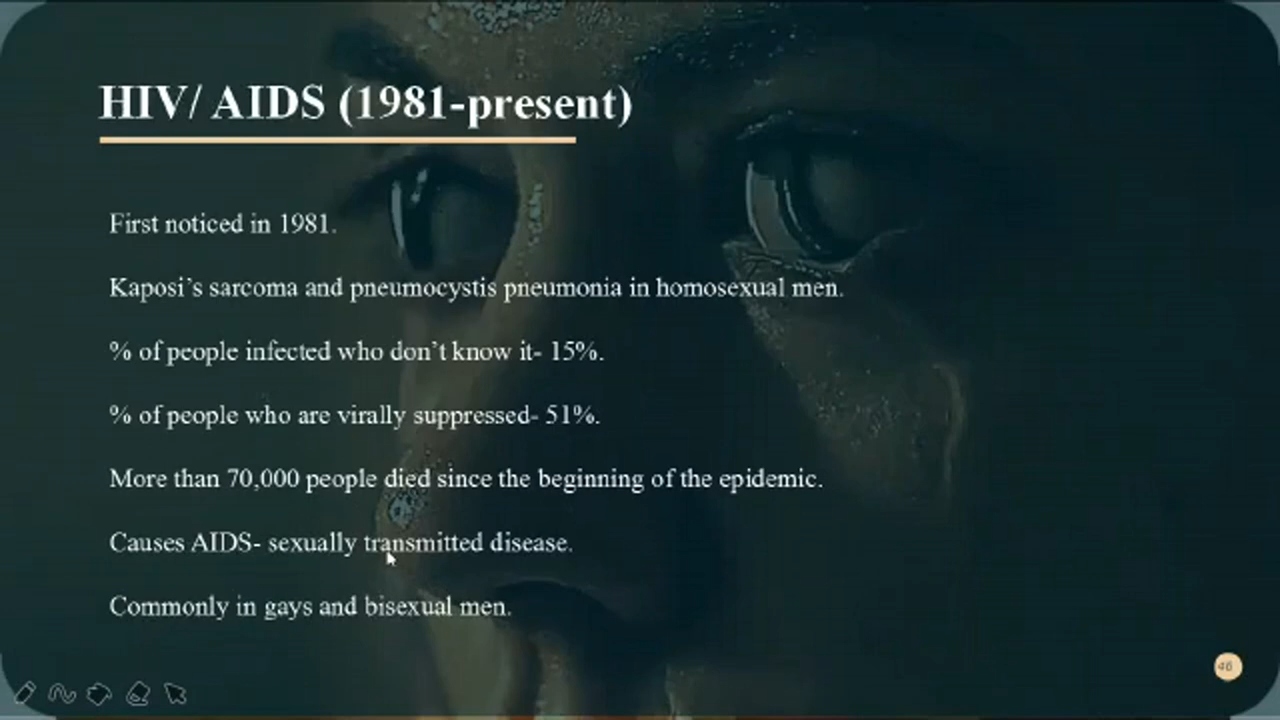 HIV/ AIDS (1981-present)
First noticed in 1981.
Kaposi’s sarcoma and pneumocystis pneumonia in homosexual men.
% of people infected who don’t know it- 15%.
% of people who are virally suppressed- 51%.
More than 70,000 people died since the beginning of the epidemic.
Causes AIDS- sexually transmitted disease.
Commonly in gays and bisexual men.
46